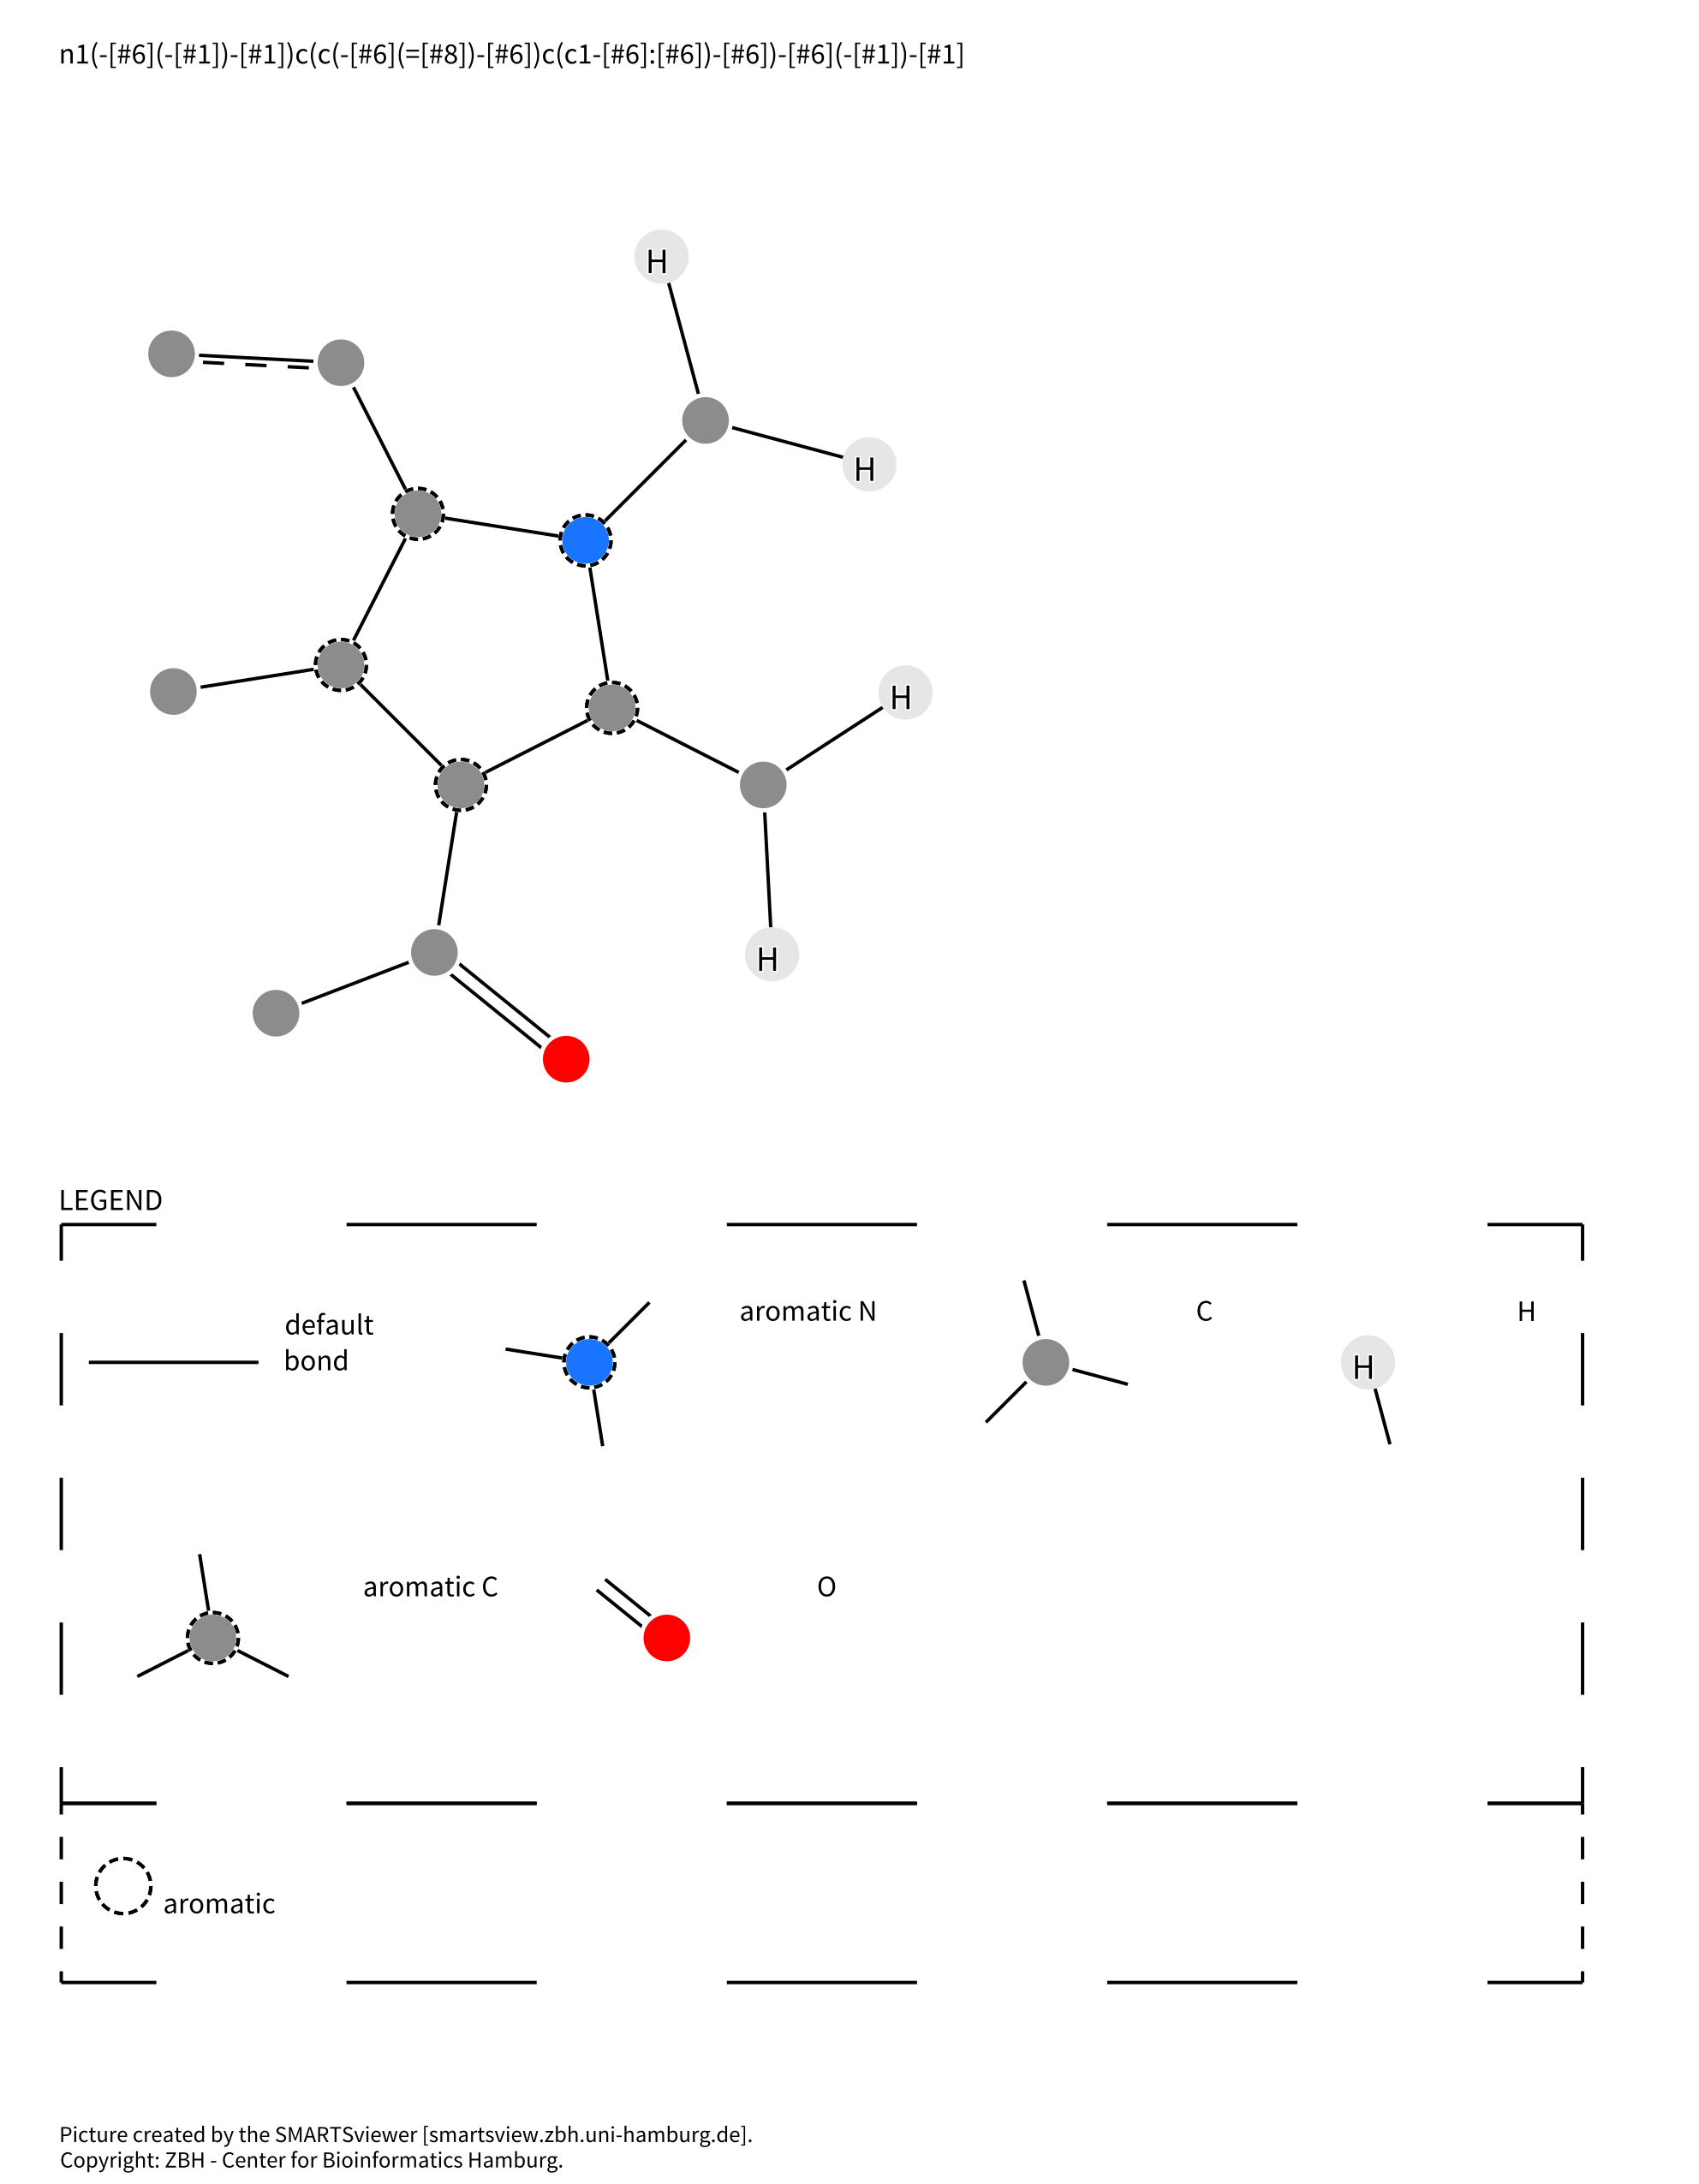 n1(-[#6](-[#1])-[#1])c(c(-[#6](=[#8])-[#6])c(c1-[#6]:[#6])-[#6])-[#6](-[#1])-[#1]
H
H
H
H
LEGEND
default
bond
aromatic N
C
H
H
aromatic C
O
aromatic
Picture created by the SMARTSviewer [smartsview.zbh.uni-hamburg.de].
Copyright: ZBH - Center for Bioinformatics Hamburg.